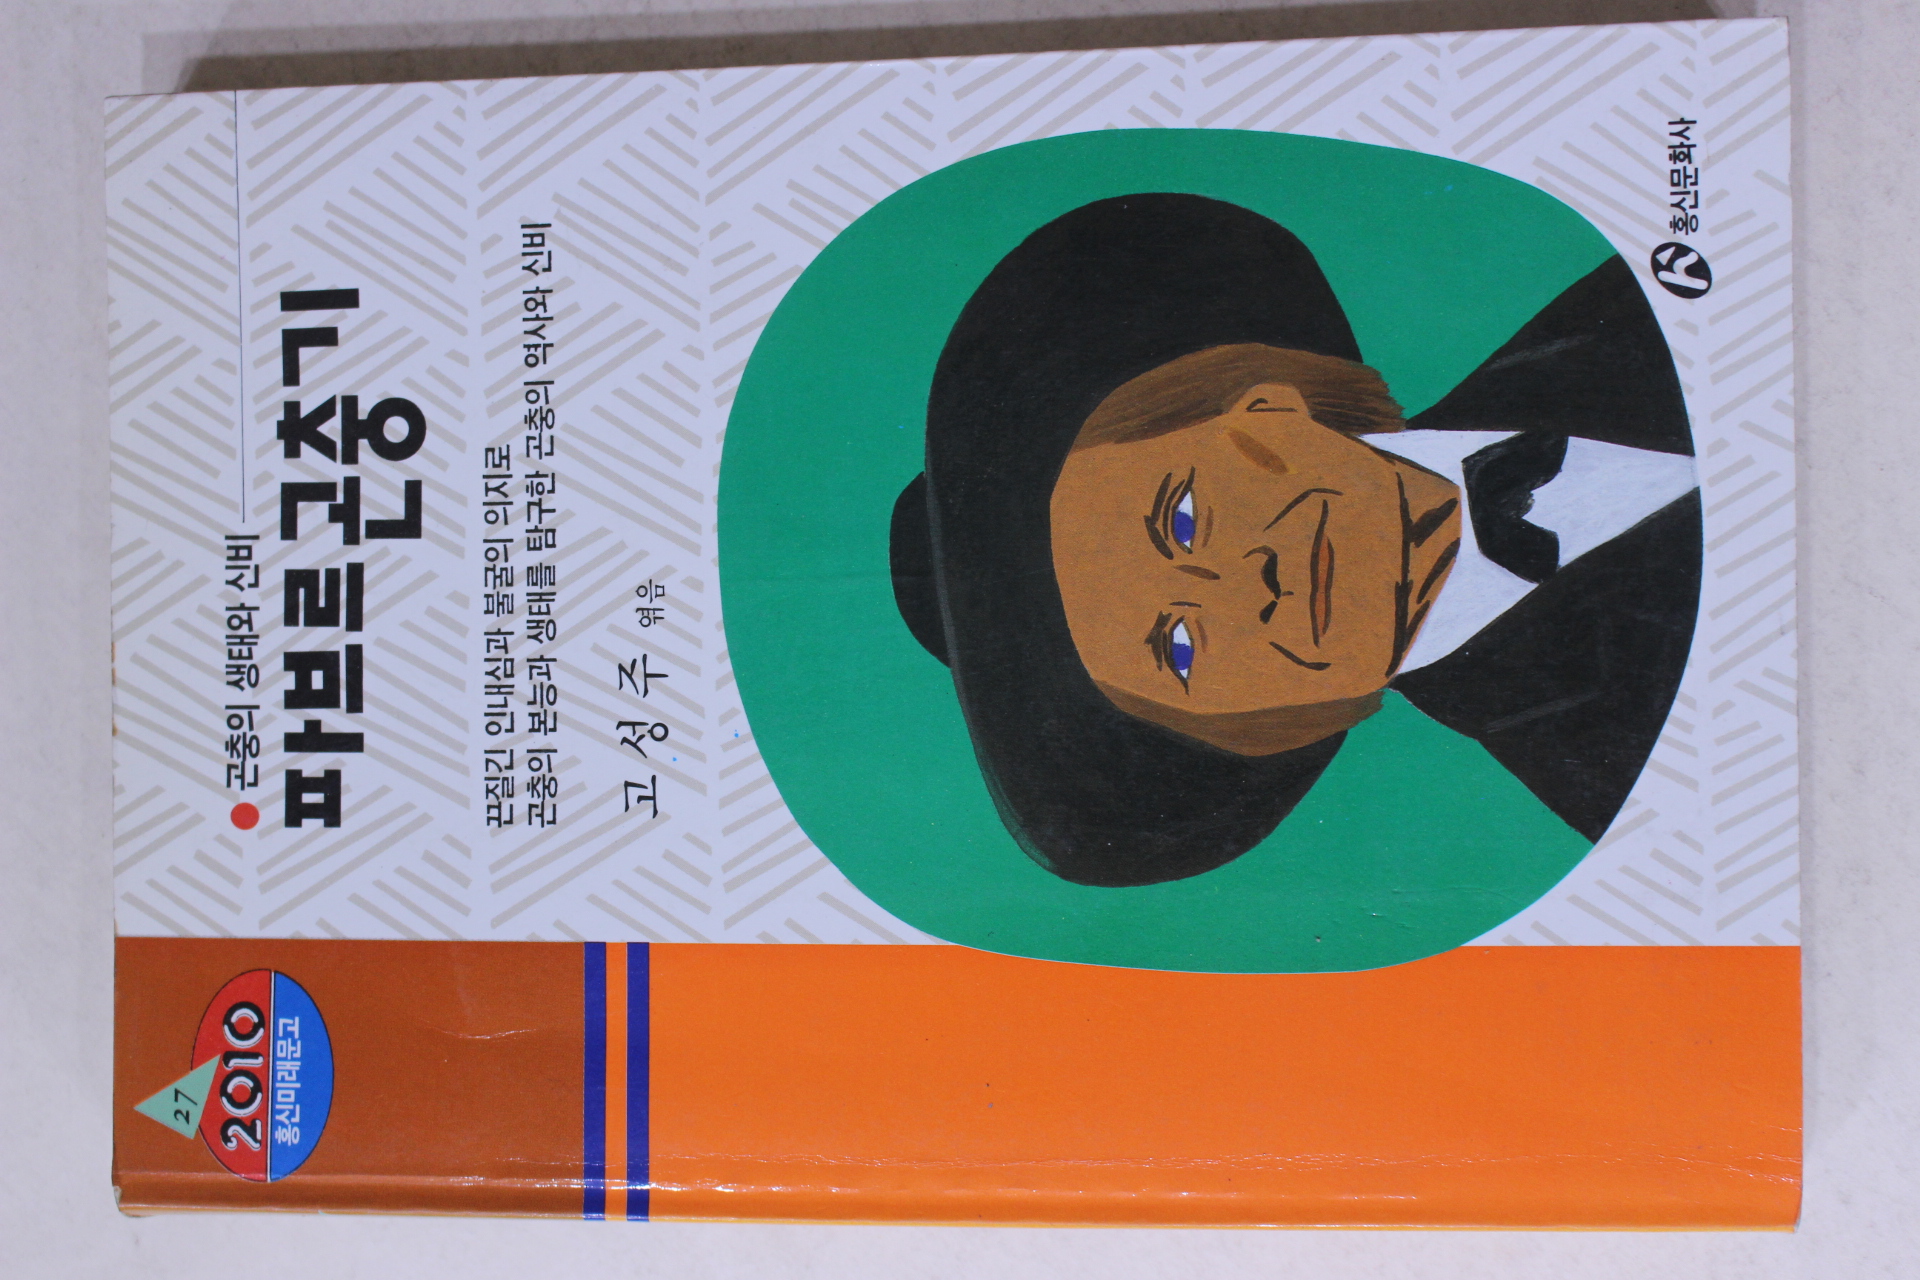 27
2010
홍신미래문고
곤충의 생태와 신비
파브르 곤충기
끈질긴 인내심과 불굴의 의지로
곤충의 본능과 생태를 탐구한 곤충의 역사와 신비
고성주 엮음
홍신문화사